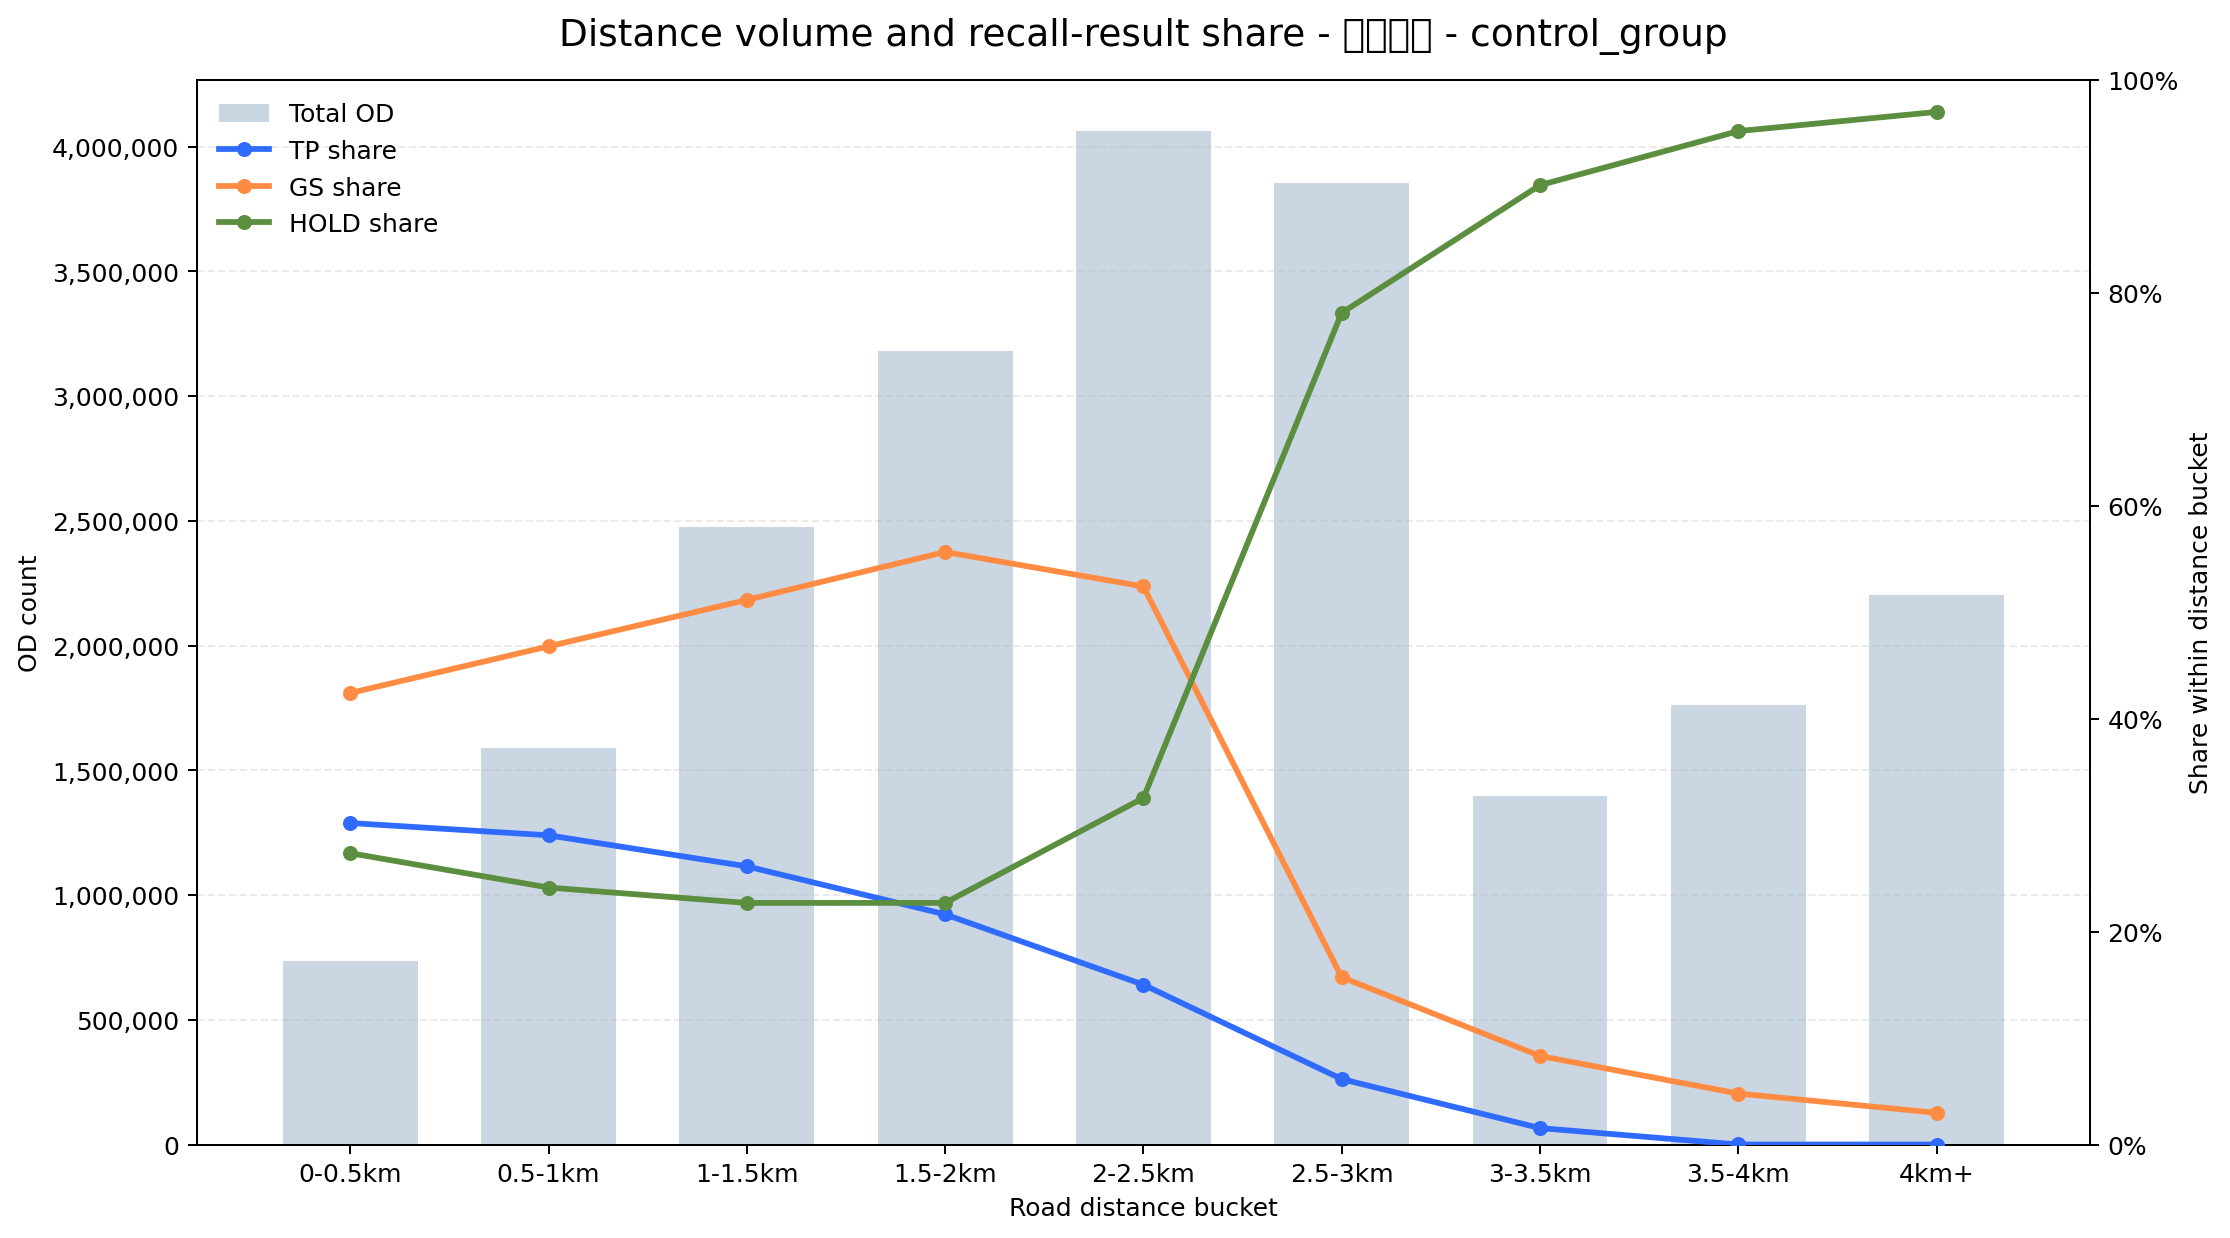 Distance volume and recall-result share - □□□□ - control_group
Total OD
TP share
GS share
HOLD share
4,000,000
3,500,000
3,000,000
2,500,000
2,000,000
1,500,000
1,000,000
500,000
0
OD count
100%
80%
60%
40%
20%
0%
Share within distance bucket
0-0.5km
0.5-1km
1-1.5km
1.5-2km
2-2.5km
2.5-3km
3-3.5km
3.5-4km
4km+
Road distance bucket